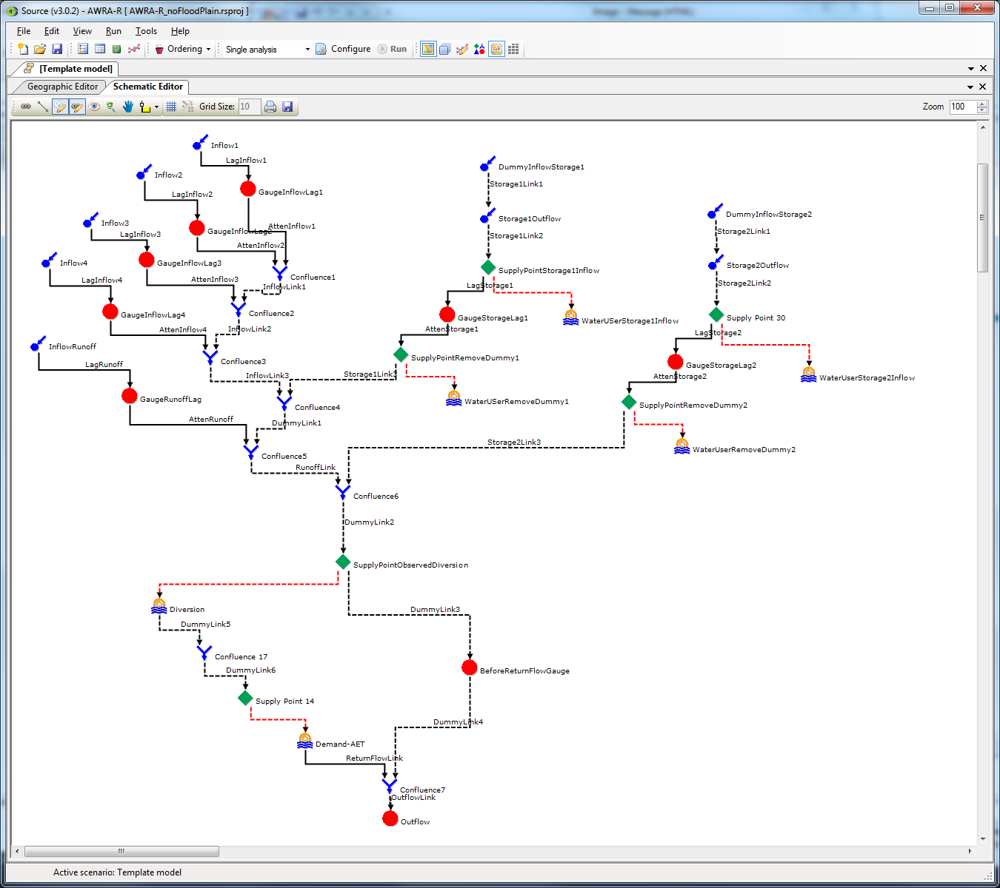 Source (v3.0.2) - AWRA-R [ AWRA-R_noFloodPlain.rsproj ]
File Edit View Run Tools Help
Ordering Single analysis Configure Run
[Template model]
Geographic Editor Schematic Editor
Grid Size: 10 Zoom 100
Inflow1
LagInflow1
GaugeInflowLag1
Inflow2
LagInflow2
GaugeInflowLag2
AttenInflow1
Inflow3
LagInflow3
AttenInflow2
GaugeInflowLag3
Inflow4
LagInflow4
AttenInflow3
Confluence1
InflowLink1
GaugeInflowLag4
Confluence2
AttenInflow4
InflowLink2
InflowRunoff
LagRunoff
Confluence3
InflowLink3
GaugeRunoffLag
Confluence4
AttenRunoff
DummyLink1
Confluence5
RunoffLink
DummyInflowStorage1
Storage1Link1
Storage1Outflow
Storage1Link2
SupplyPointStorage1Inflow
LagStorage1
GaugeStorageLag1
WaterUSerStorage1Inflow
AttenStorage1
SupplyPointRemoveDummy1
Storage1Link3
WaterUSerRemoveDummy1
DummyInflowStorage2
Storage2Link1
Storage2Outflow
Storage2Link2
Supply Point 30
LagStorage2
GaugeStorageLag2
WaterUserStorage2Inflow
AttenStorage2
SupplyPointRemoveDummy2
Storage2Link3
WaterUserRemoveDummy2
Confluence6
DummyLink2
SupplyPointObservedDiversion
Diversion
DummyLink3
DummyLink5
Confluence 17
DummyLink6
BeforeReturnFlowGauge
Supply Point 14
DummyLink4
Demand-AET
ReturnFlowLink
Confluence7
OutflowLink
Outflow
Active scenario: Template model